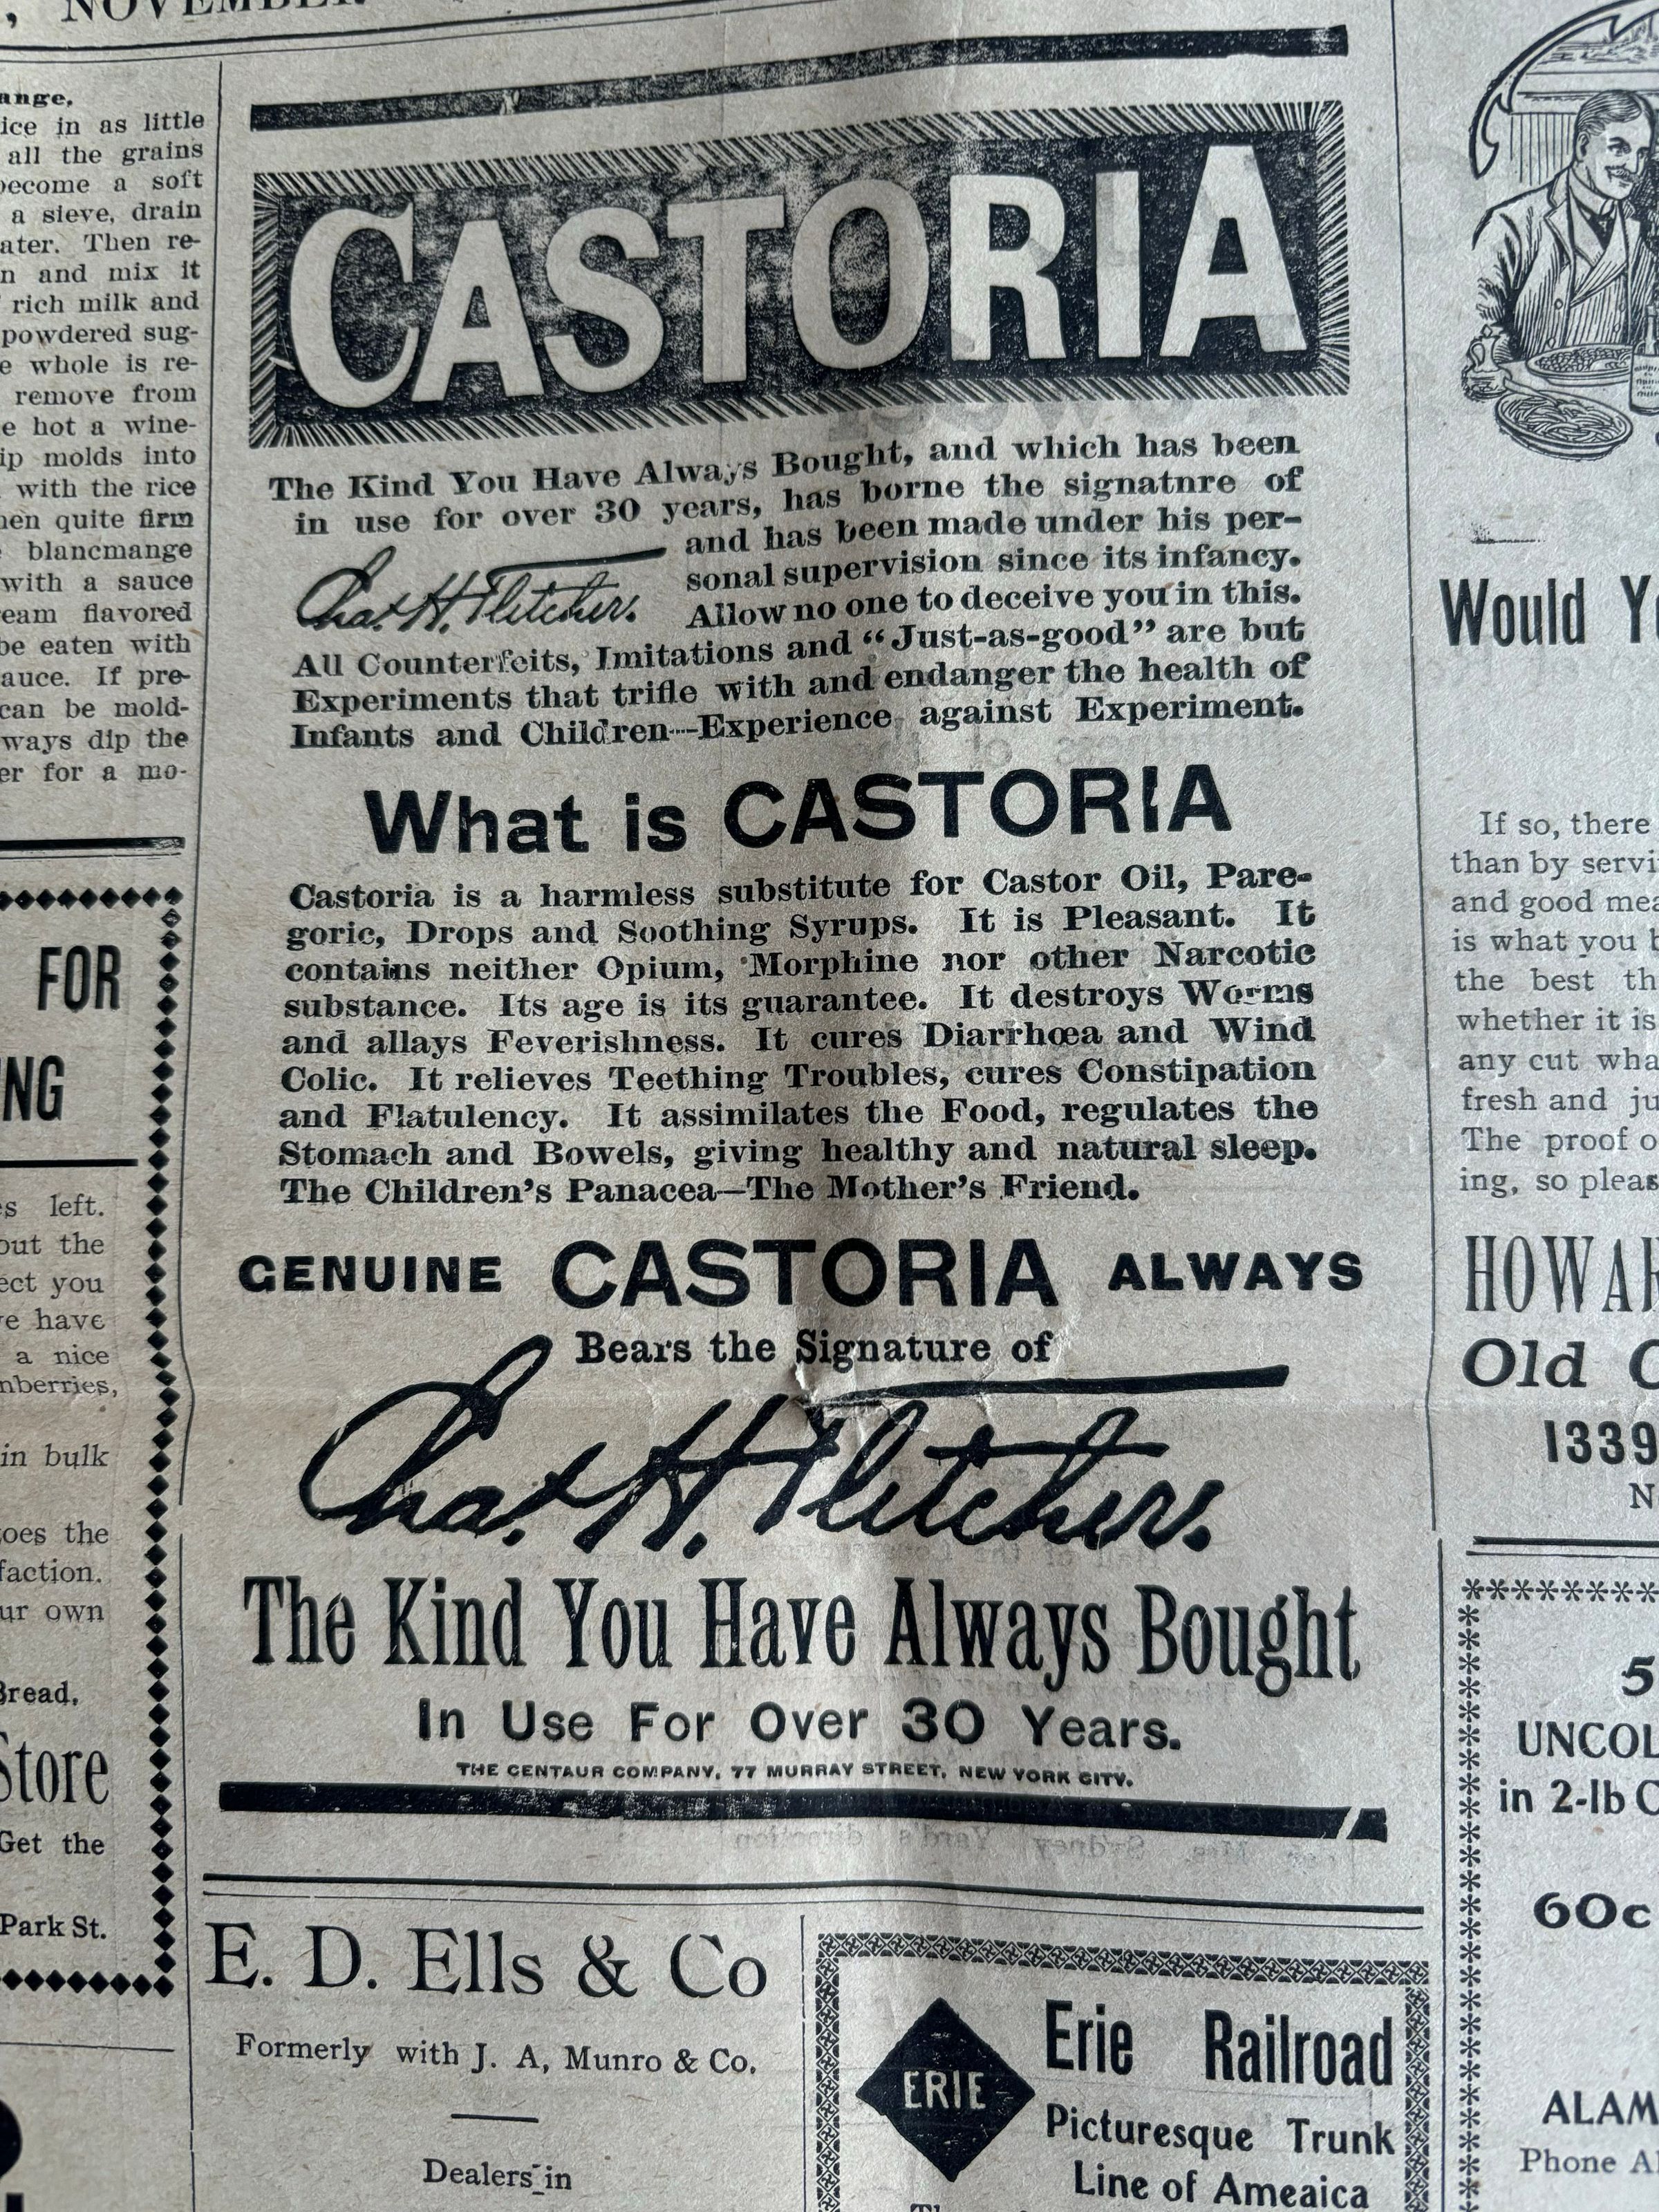 , NOVEMBER
ange,
ice in as little
all the grains
become a soft
a sieve, drain
ater. Then re-
n and mix it
rich milk and
powdered sug-
e whole is re-
remove from
e hot a wine-
ip molds into
with the rice
hen quite firm
blancmange
with a sauce
ream flavored
be eaten with
auce. If pre-
can be mold-
ways dip the
er for a mo-
FOR
NG
es left.
out the
ect you
ve have
a nice
nberries,
in bulk
toes the
faction.
ur own
Bread,
Store
Get the
Park St.
CASTORIA
The Kind You Have Always Bought, and which has been
in use for over 30 years, has borne the signatnre of
Chas. H. Fletcher. and has been made under his per-
sonal supervision since its infancy.
Allow no one to deceive you in this.
All Counterfeits, Imitations and “Just-as-good” are but
Experiments that trifle with and endanger the health of
Infants and Children—Experience against Experiment.
What is CASTORIA
Castoria is a harmless substitute for Castor Oil, Pare-
goric, Drops and Soothing Syrups. It is Pleasant. It
contains neither Opium, Morphine nor other Narcotic
substance. Its age is its guarantee. It destroys Worms
and allays Feverishness. It cures Diarrhœa and Wind
Colic. It relieves Teething Troubles, cures Constipation
and Flatulency. It assimilates the Food, regulates the
Stomach and Bowels, giving healthy and natural sleep.
The Children's Panacea—The Mother's Friend.
GENUINE CASTORIA ALWAYS
Bears the Signature of
Chas. H. Fletcher.
The Kind You Have Always Bought
In Use For Over 30 Years.
THE CENTAUR COMPANY, 77 MURRAY STREET, NEW YORK CITY.
E. D. Ells & Co
Formerly with J. A, Munro & Co.
Dealers in
ERIE
Erie Railroad
Picturesque Trunk
Line of Ameaica
Would Yo
If so, there
than by servi
and good mea
is what you b
the best th
whether it is
any cut wha
fresh and ju
The proof o
ing, so pleas
HOWAR
Old C
1339
N
*********
5
UNCOL
in 2-lb C
60c
ALAM
Phone Al